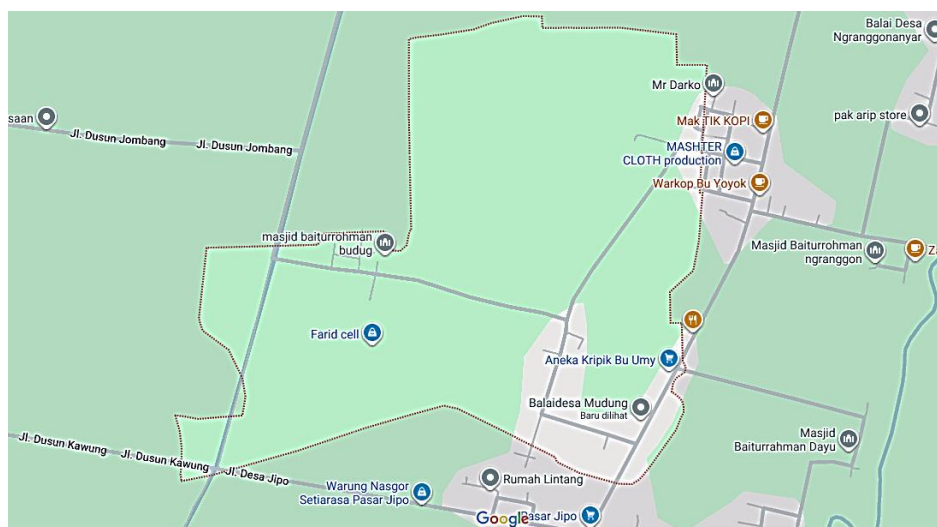 Balai Desa
Ngranggonanyar
Mr Darko
saan
Jl. Dusun Jombang
Jl. Dusun Jombang
Mak TIK KOPI
pak arip store
MASHTER
CLOTH production
Warkop Bu Yoyok
masjid baiturrohman
budug
Masjid Baiturrohman
ngranggon
Za
Farid cell
Aneka Kripik Bu Umy
Balaidesa Mudung
Baru dilihat
Masjid
Baiturrahman Dayu
Jl. Dusun Kawung
Jl. Dusun Kawung
Jl. Desa Jipo
Rumah Lintang
Warung Nasgor
Setiarasa Pasar Jipo
Google
Pasar Jipo